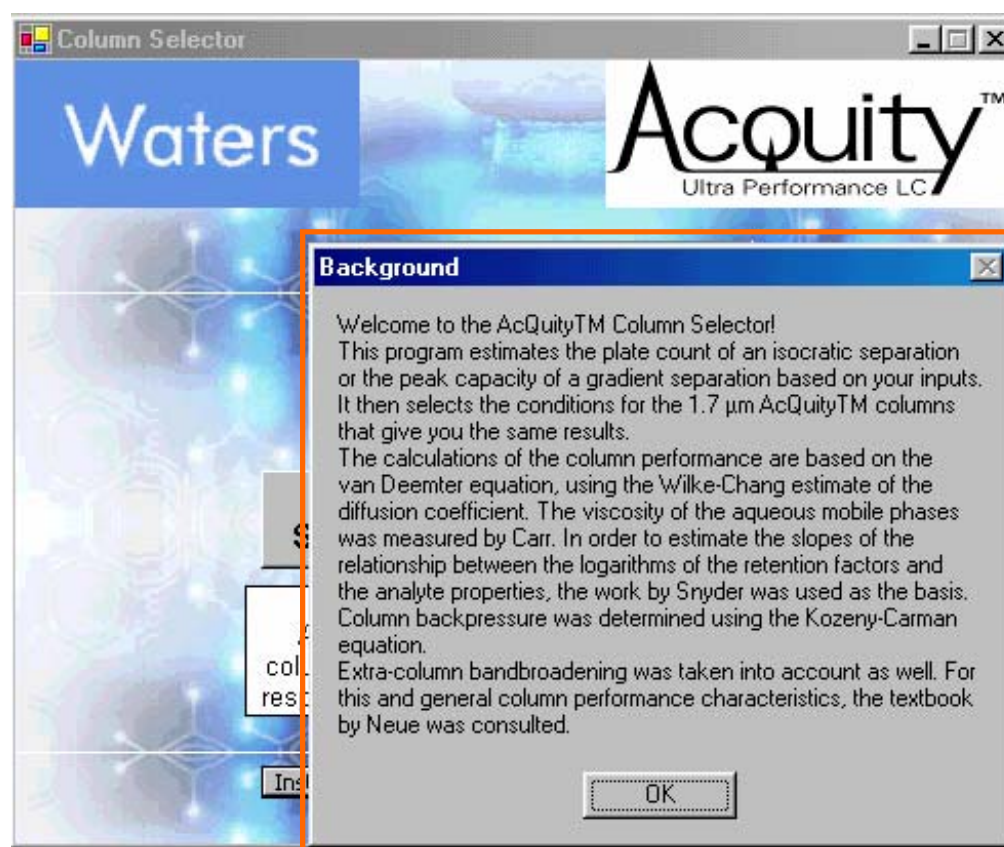 Column Selector
Waters
Acquity™
Ultra Performance LC
Background
Welcome to the AcQuityTM Column Selector!
This program estimates the plate count of an isocratic separation
or the peak capacity of a gradient separation based on your inputs.
It then selects the conditions for the 1.7 µm AcQuityTM columns
that give you the same results.
The calculations of the column performance are based on the
van Deemter equation, using the Wilke-Chang estimate of the
diffusion coefficient. The viscosity of the aqueous mobile phases
was measured by Carr. In order to estimate the slopes of the
relationship between the logarithms of the retention factors and
the analyte properties, the work by Snyder was used as the basis.
Column backpressure was determined using the Kozeny-Carman
equation.
Extra-column bandbroadening was taken into account as well. For
this and general column performance characteristics, the textbook
by Neue was consulted.
OK